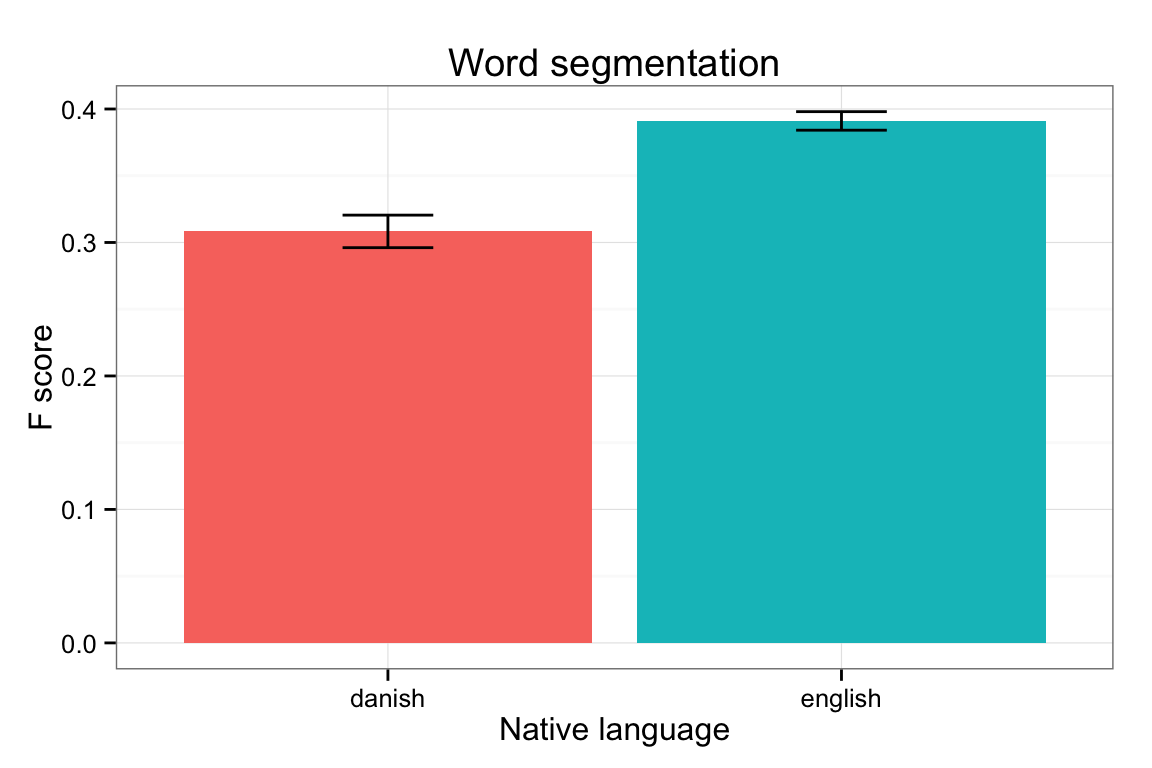 Word segmentation
0.4
0.3
0.2
0.1
0.0
F score
danish
english
Native language